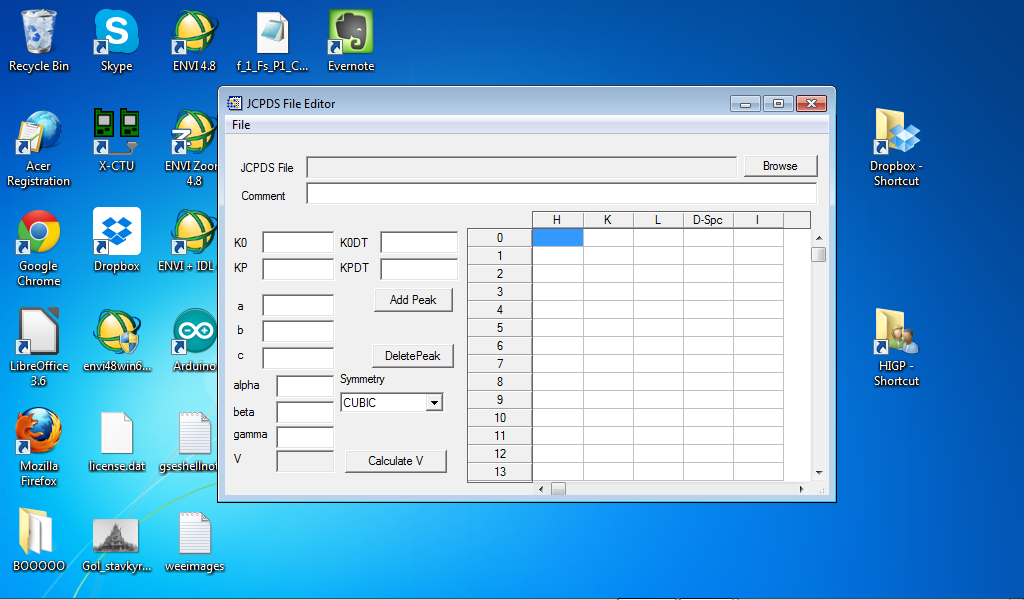 Recycle Bin
Skype
ENVI 4.8
f_1_Fs_P1_C...
Evernote
Acer
Registration
X-CTU
ENVI Zoom
4.8
Google
Chrome
Dropbox
ENVI + IDL
LibreOffice
3.6
envi48win6...
Arduino
Mozilla
Firefox
license.dat
gseshellnot
BOOOOO
Gol_stavkyr...
weeimages
Dropbox -
Shortcut
HIGP -
Shortcut
JCPDS File Editor
File
JCPDS File
Browse
Comment
K0
K0DT
KP
KPDT
a
Add Peak
b
c
DeletePeak
alpha
Symmetry
beta
CUBIC
gamma
V
Calculate V
H K L D-Spc I
0
1
2
3
4
5
6
7
8
9
10
11
12
13